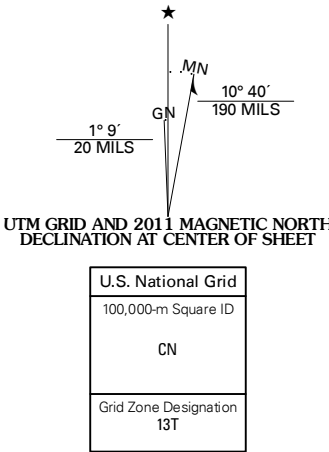 ★
MN
GN
10° 40´
190 MILS
1° 9´
20 MILS
UTM GRID AND 2011 MAGNETIC NORTH
DECLINATION AT CENTER OF SHEET
U.S. National Grid
100,000-m Square ID
CN
Grid Zone Designation
13T